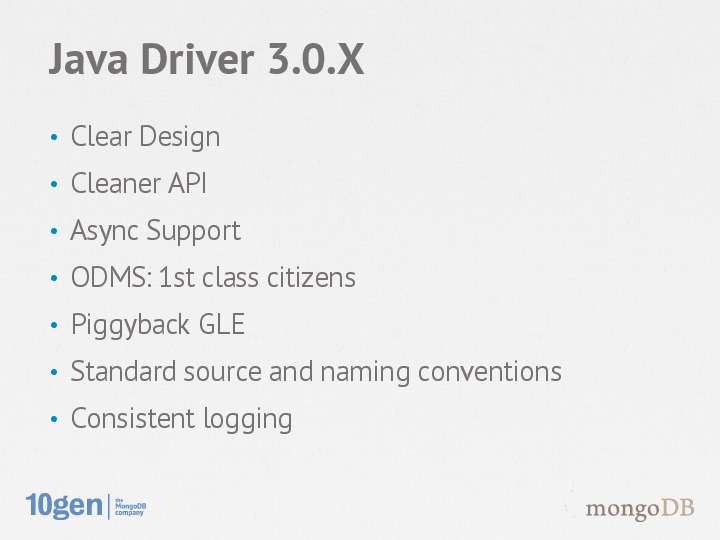 Java Driver 3.0.X
• Clear Design
• Cleaner API
• Async Support
• ODMS: 1st class citizens
• Piggyback GLE
• Standard source and naming conventions
• Consistent logging
10gen
the
MongoDB
company
mongoDB